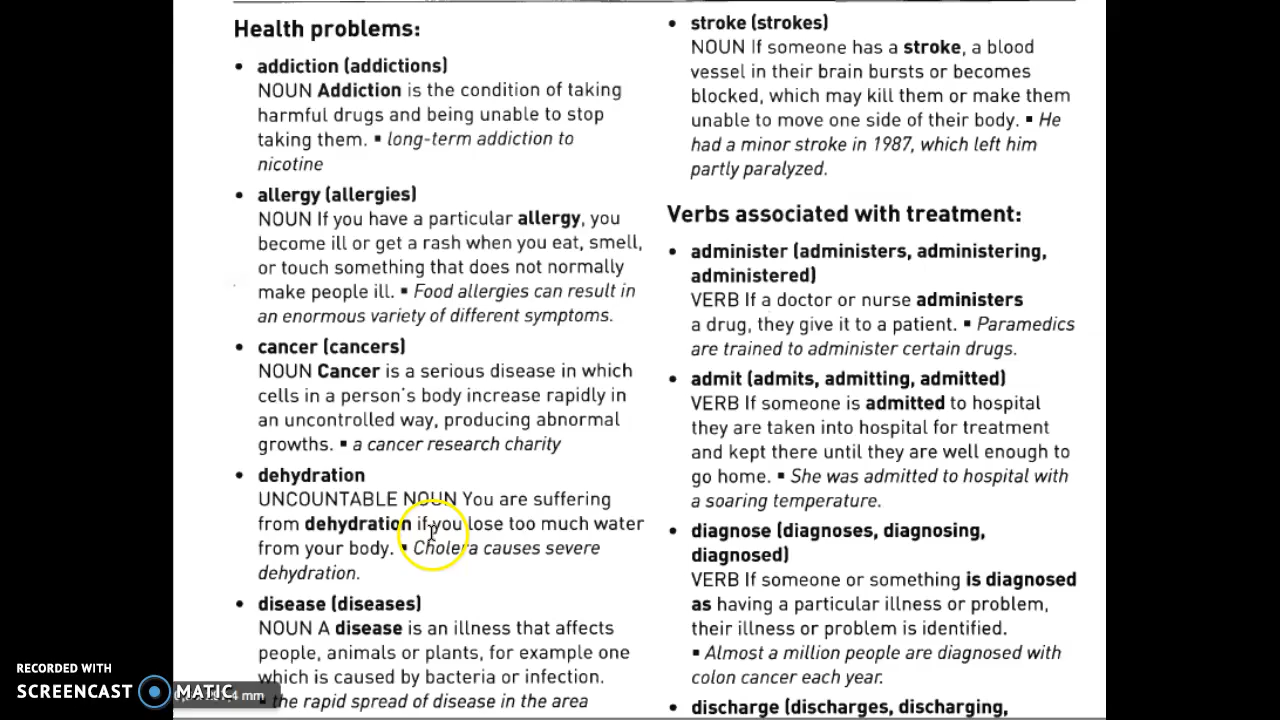 Health problems:
• addiction (addictions)
NOUN Addiction is the condition of taking
harmful drugs and being unable to stop
taking them. ▪ long-term addiction to
nicotine
• allergy (allergies)
NOUN If you have a particular allergy, you
become ill or get a rash when you eat, smell,
or touch something that does not normally
make people ill. ▪ Food allergies can result in
an enormous variety of different symptoms.
• cancer (cancers)
NOUN Cancer is a serious disease in which
cells in a person's body increase rapidly in
an uncontrolled way, producing abnormal
growths. ▪ a cancer research charity
• dehydration
UNCOUNTABLE NOUN You are suffering
from dehydration if you lose too much water
from your body. ▪ Cholera causes severe
dehydration.
• disease (diseases)
NOUN A disease is an illness that affects
people, animals or plants, for example one
which is caused by bacteria or infection.
▪ the rapid spread of disease in the area
• stroke (strokes)
NOUN If someone has a stroke, a blood
vessel in their brain bursts or becomes
blocked, which may kill them or make them
unable to move one side of their body. ▪ He
had a minor stroke in 1987, which left him
partly paralyzed.
Verbs associated with treatment:
• administer (administers, administering,
administered)
VERB If a doctor or nurse administers
a drug, they give it to a patient. ▪ Paramedics
are trained to administer certain drugs.
• admit (admits, admitting, admitted)
VERB If someone is admitted to hospital
they are taken into hospital for treatment
and kept there until they are well enough to
go home. ▪ She was admitted to hospital with
a soaring temperature.
• diagnose (diagnoses, diagnosing,
diagnosed)
VERB If someone or something is diagnosed
as having a particular illness or problem,
their illness or problem is identified.
▪ Almost a million people are diagnosed with
colon cancer each year.
• discharge (discharges, discharging,
RECORDED WITH
SCREENCAST MATIC
mm